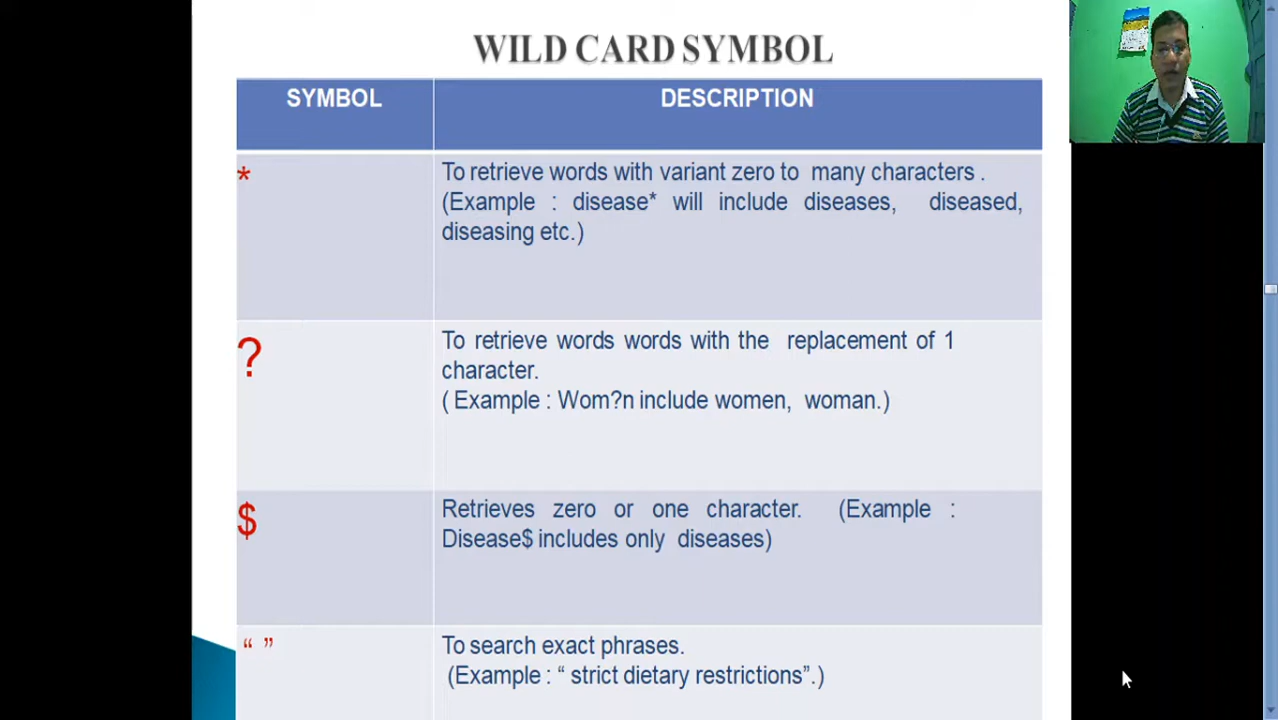 WILD CARD SYMBOL
SYMBOL DESCRIPTION
* To retrieve words with variant zero to many characters .
(Example : disease* will include diseases, diseased,
diseasing etc.)
? To retrieve words words with the replacement of 1
character.
( Example : Wom?n include women, woman.)
$ Retrieves zero or one character. (Example :
Disease$ includes only diseases)
“ ” To search exact phrases.
(Example : “ strict dietary restrictions”.)